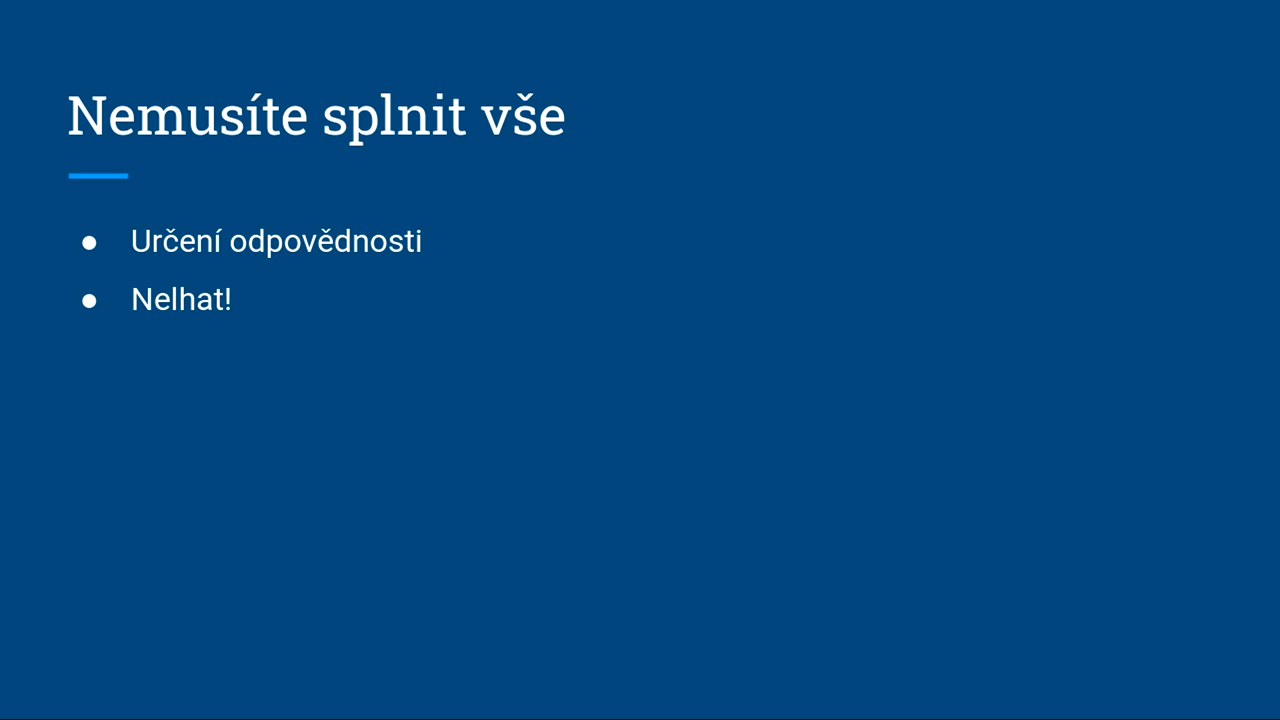 Nemusíte splnit vše
● Určení odpovědnosti
● Nelhat!